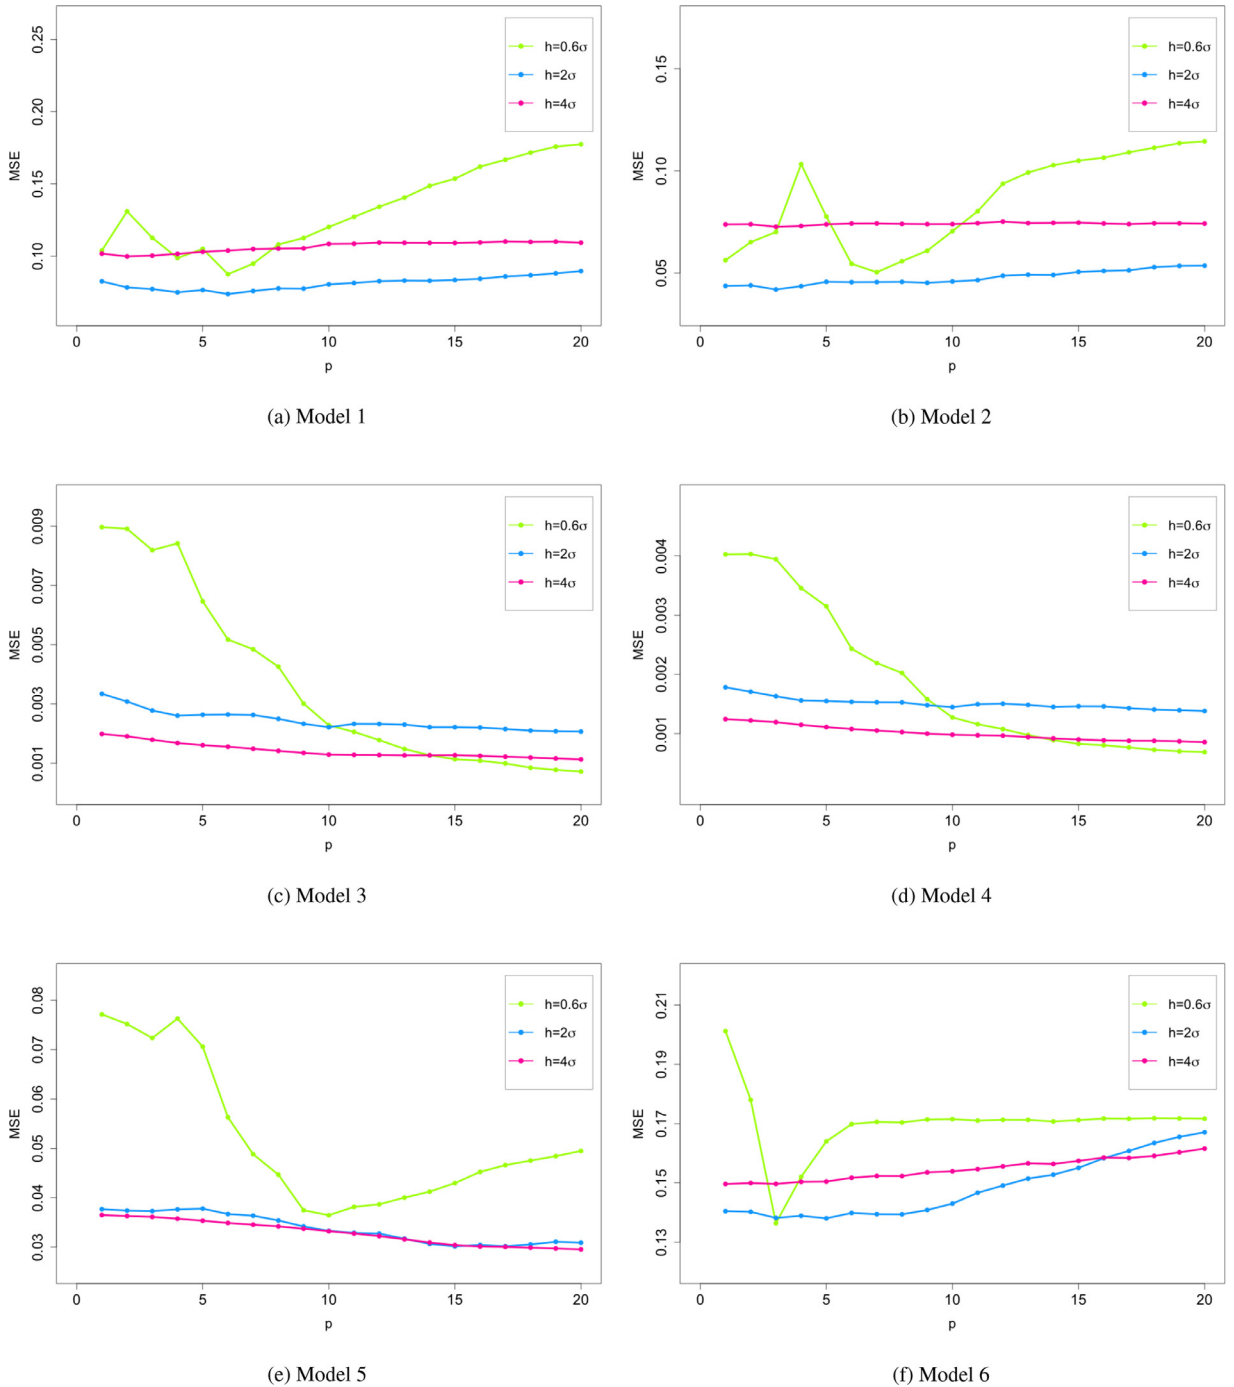 0.25
0.20
0.15
0.10
MSE
h=0.6σ
h=2σ
h=4σ
0 5 10 15 20
p
(a) Model 1
0.15
0.10
0.05
MSE
h=0.6σ
h=2σ
h=4σ
0 5 10 15 20
p
(b) Model 2
0.009
0.007
0.005
0.003
0.001
MSE
h=0.6σ
h=2σ
h=4σ
0 5 10 15 20
p
(c) Model 3
0.004
0.003
0.002
0.001
MSE
h=0.6σ
h=2σ
h=4σ
0 5 10 15 20
p
(d) Model 4
0.08
0.07
0.06
0.05
0.04
0.03
MSE
h=0.6σ
h=2σ
h=4σ
0 5 10 15 20
p
(e) Model 5
0.21
0.19
0.17
0.15
0.13
MSE
h=0.6σ
h=2σ
h=4σ
0 5 10 15 20
p
(f) Model 6